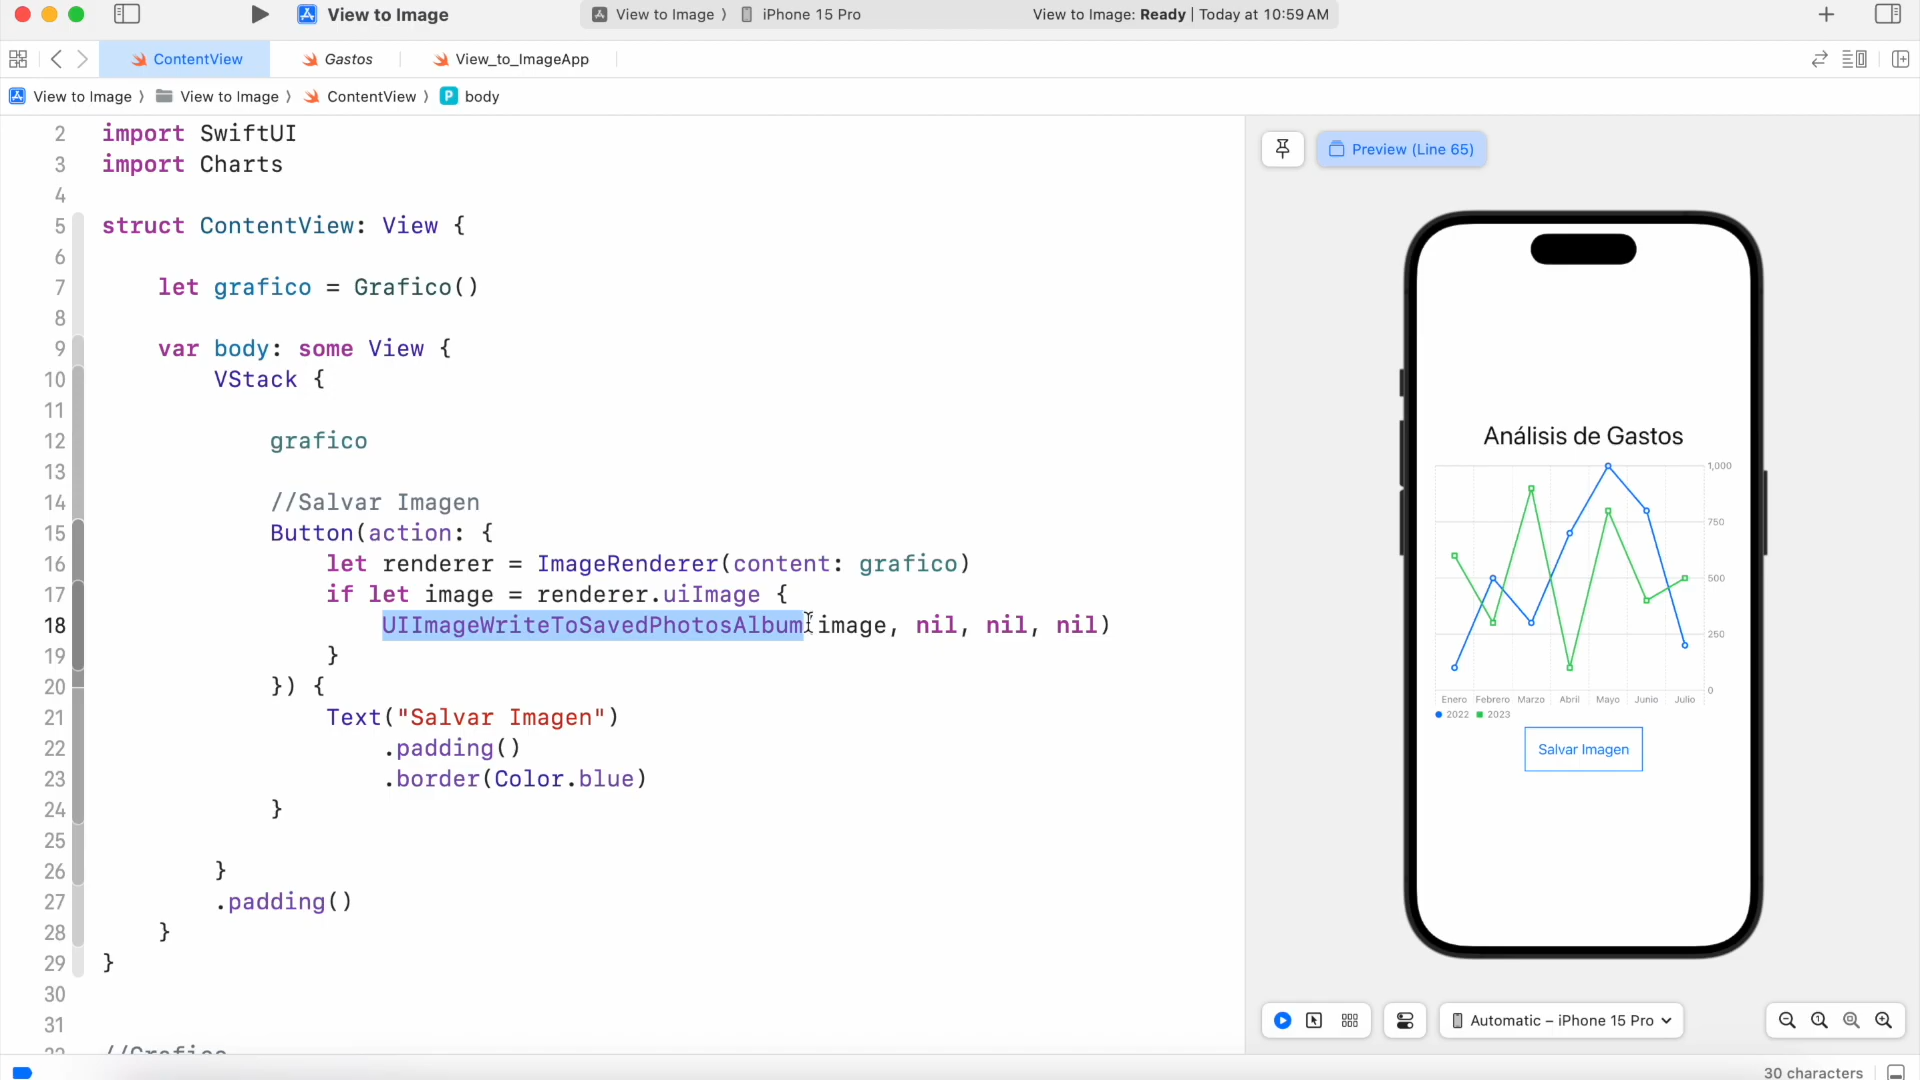 View to Image
View to Image 〉 iPhone 15 Pro
View to Image: Ready | Today at 10:59 AM
ContentView
Gastos
View_to_ImageApp
View to Image 〉 View to Image 〉 ContentView 〉 P body
2 import SwiftUI
3 import Charts
4
5 struct ContentView: View {
6
7 let grafico = Grafico()
8
9 var body: some View {
10 VStack {
11
12 grafico
13
14 //Salvar Imagen
15 Button(action: {
16 let renderer = ImageRenderer(content: grafico)
17 if let image = renderer.uiImage {
18 UIImageWriteToSavedPhotosAlbum(image, nil, nil, nil)
19 }
20 }) {
21 Text("Salvar Imagen")
22 .padding()
23 .border(Color.blue)
24 }
25
26 }
27 .padding()
28 }
29 }
30
31
//Grafico
Preview (Line 65)
Análisis de Gastos
1,000
750
500
250
0
Enero Febrero Marzo Abril Mayo Junio Julio
2022 2023
Salvar Imagen
Automatic – iPhone 15 Pro
30 characters